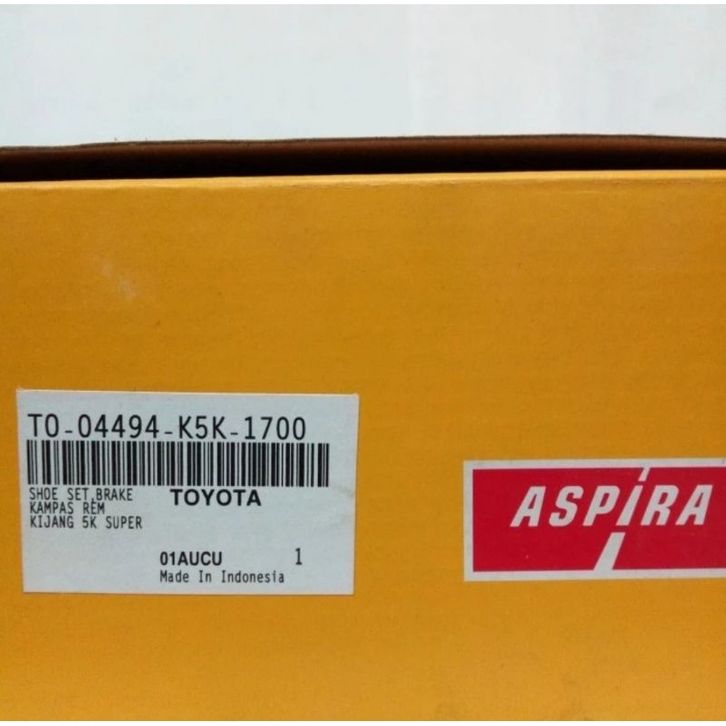 TO-04494-K5K-1700
SHOE SET,BRAKE TOYOTA
KAMPAS REM
KIJANG 5K SUPER
01AUCU 1
Made In Indonesia
ASPIRA